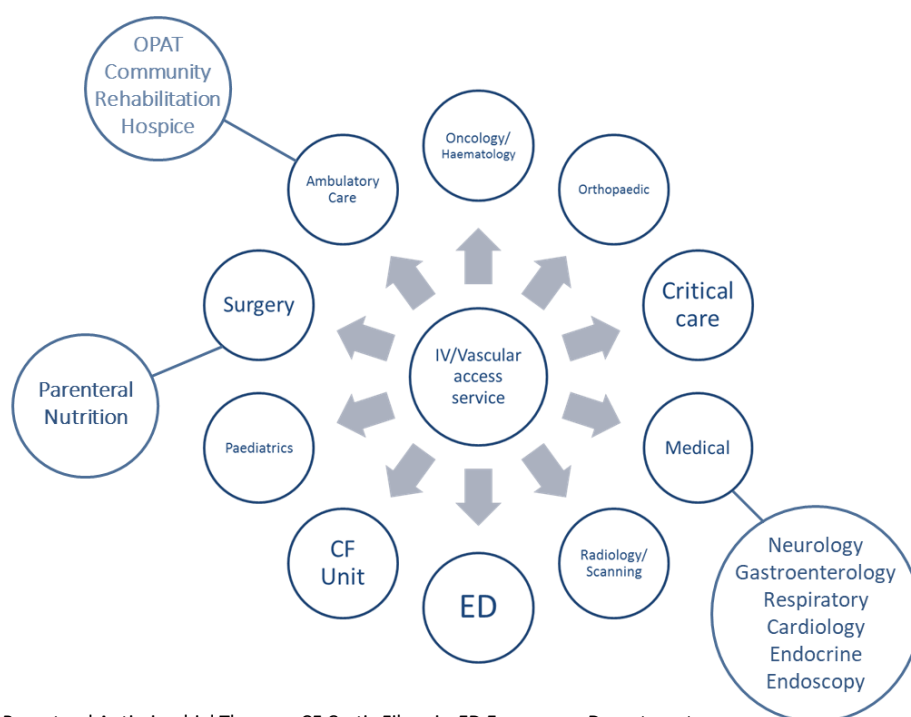 OPAT
Community
Rehabilitation
Hospice
Ambulatory
Care
Oncology/
Haematology
Orthopaedic
Surgery
Critical
care
IV/Vascular
access
service
Parenteral
Nutrition
Paediatrics
Medical
CF
Unit
ED
Radiology/
Scanning
Neurology
Gastroenterology
Respiratory
Cardiology
Endocrine
Endoscopy